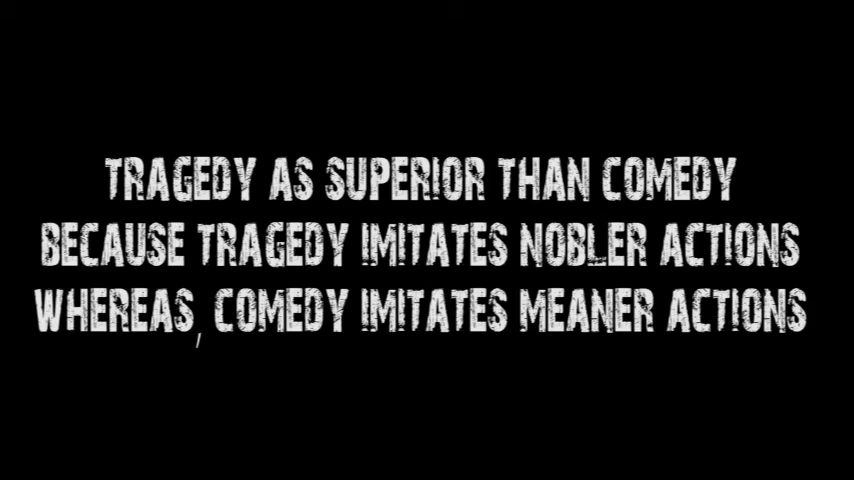 TRAGEDY AS SUPERIOR THAN COMEDY
BECAUSE TRAGEDY IMITATES NOBLER ACTIONS
WHEREAS, COMEDY IMITATES MEANER ACTIONS